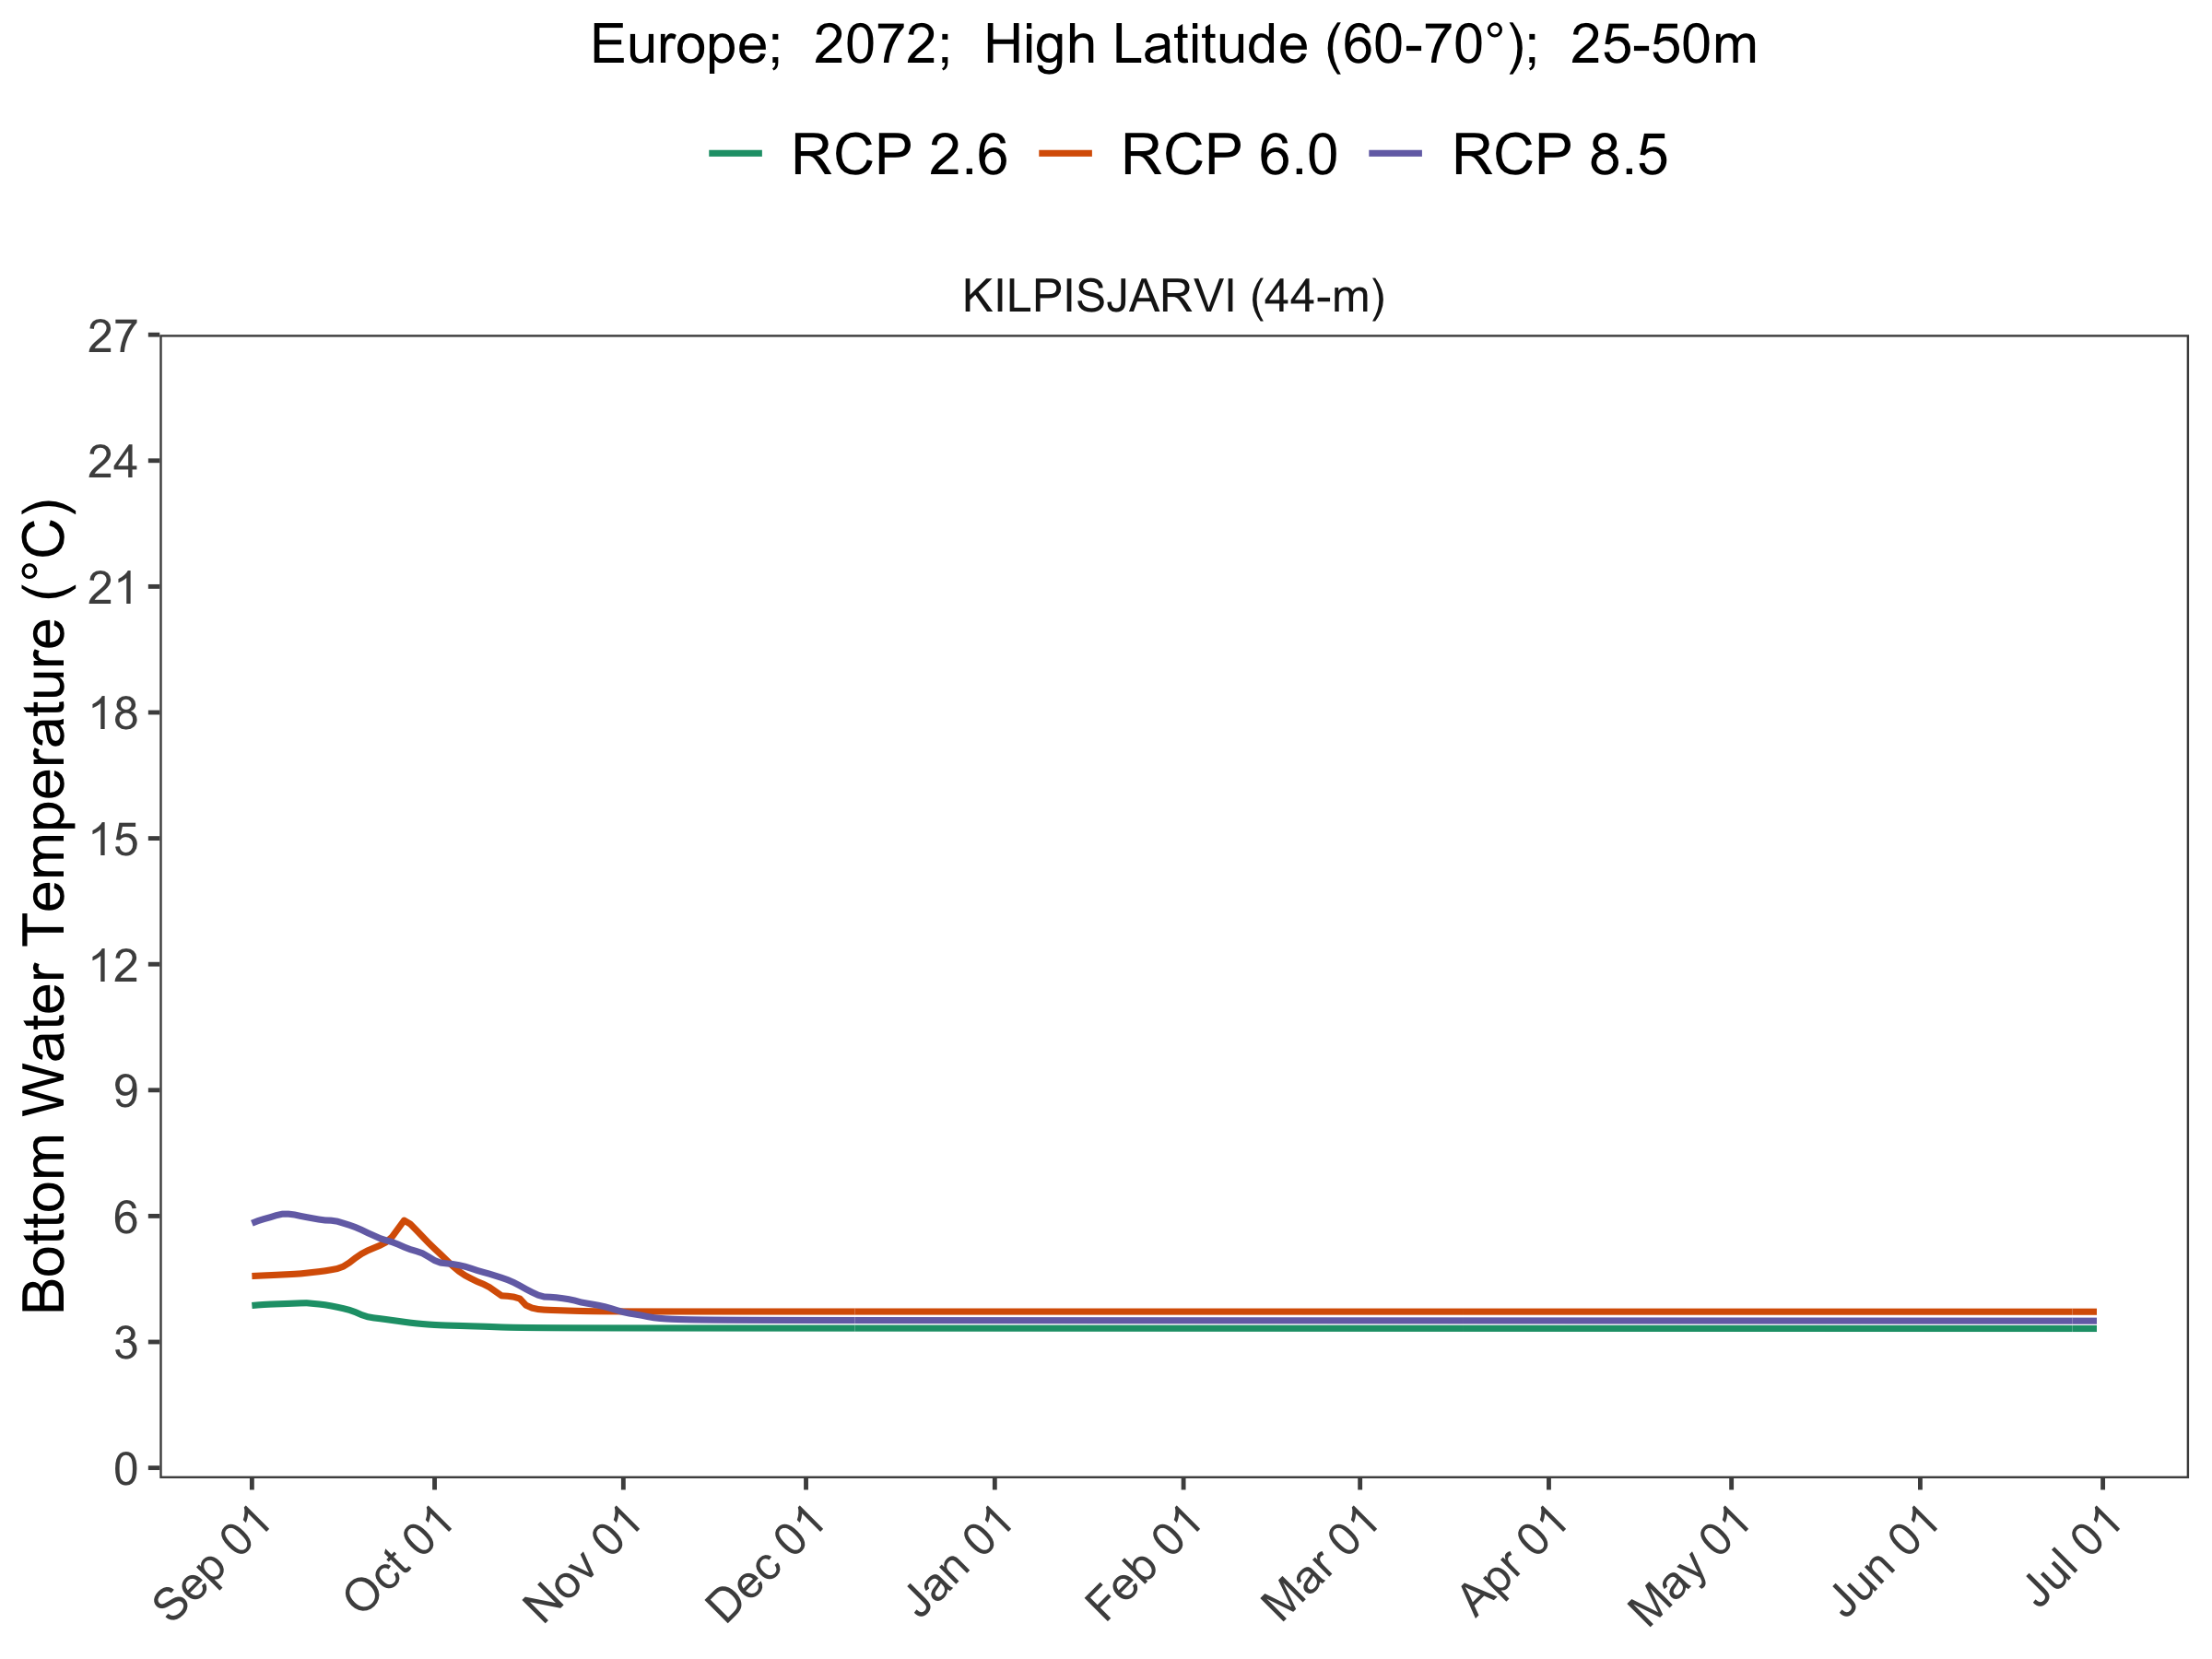 Europe; 2072; High Latitude (60-70°); 25-50m
RCP 2.6 RCP 6.0 RCP 8.5
KILPISJARVI (44-m)
Bottom Water Temperature (°C)
27
24
21
18
15
12
9
6
3
0
Sep 01 Oct 01 Nov 01 Dec 01 Jan 01 Feb 01 Mar 01 Apr 01 May 01 Jun 01 Jul 01